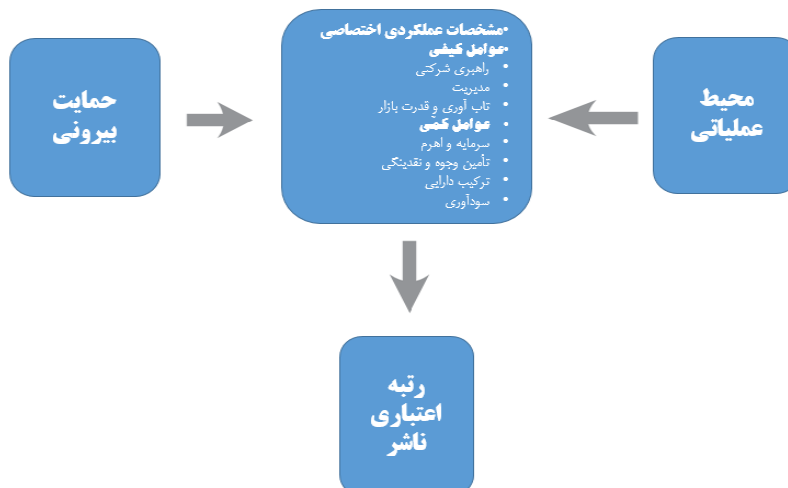 •مشخصات عملکردی اختصاصی
•عوامل کیفی
• راهبری شرکتی
• مدیریت
• تاب آوری و قدرت بازار
• عوامل کمّی
• سرمایه و اهرم
• تأمین وجوه و نقدینگی
• ترکیب دارایی
• سودآوری
محیط
عملیاتی
حمایت
بیرونی
رتبه
اعتباری
ناشر